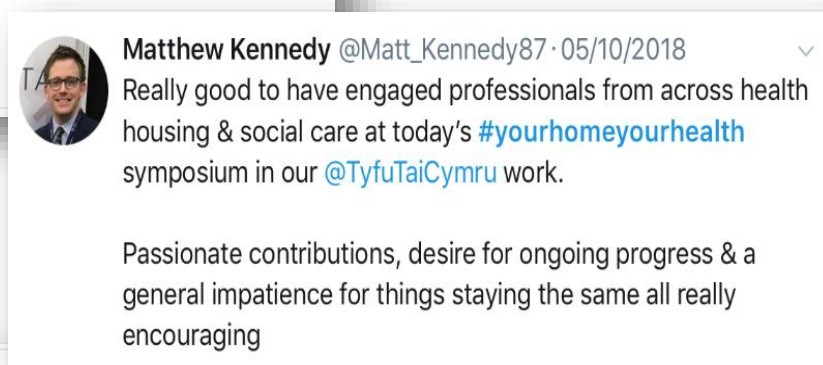 Matthew Kennedy @Matt_Kennedy87 · 05/10/2018
Really good to have engaged professionals from across health
housing & social care at today's #yourhomeyourhealth
symposium in our @TyfuTaiCymru work.
Passionate contributions, desire for ongoing progress & a
general impatience for things staying the same all really
encouraging